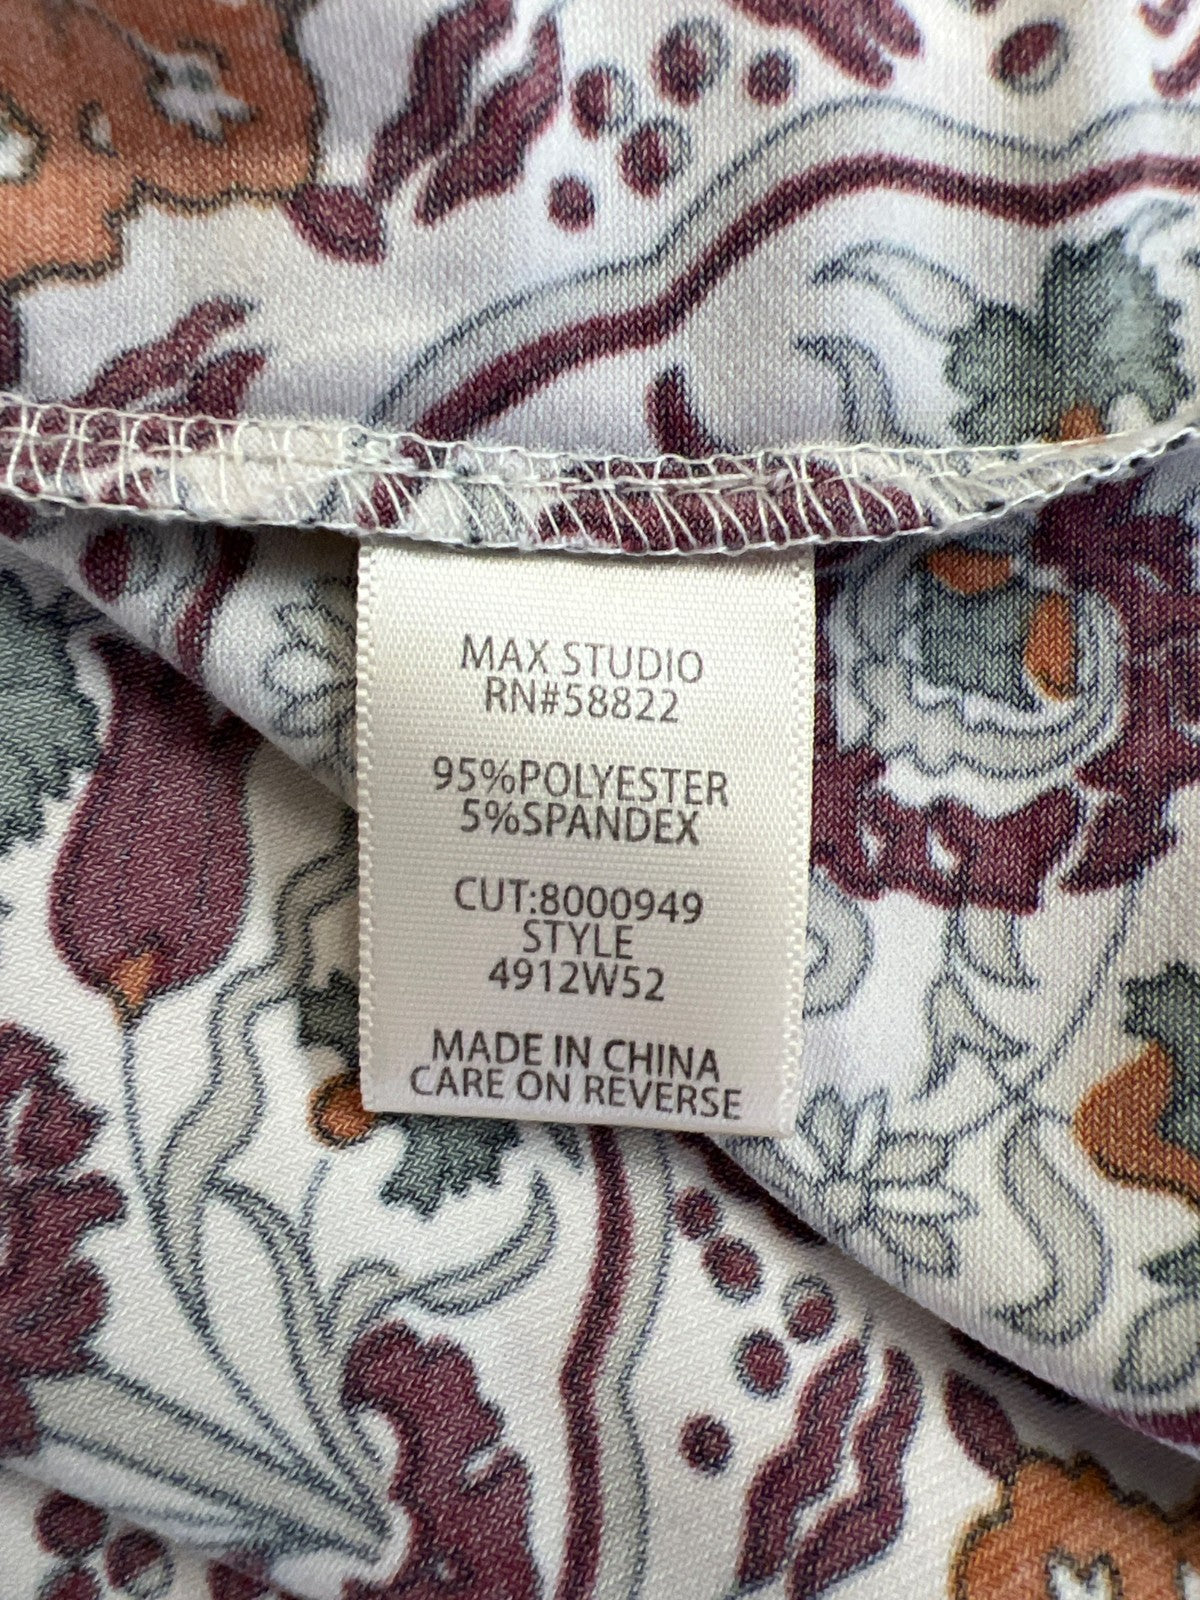 MAX STUDIO
RN#58822
95%POLYESTER
5%SPANDEX
CUT:8000949
STYLE
4912W52
MADE IN CHINA
CARE ON REVERSE